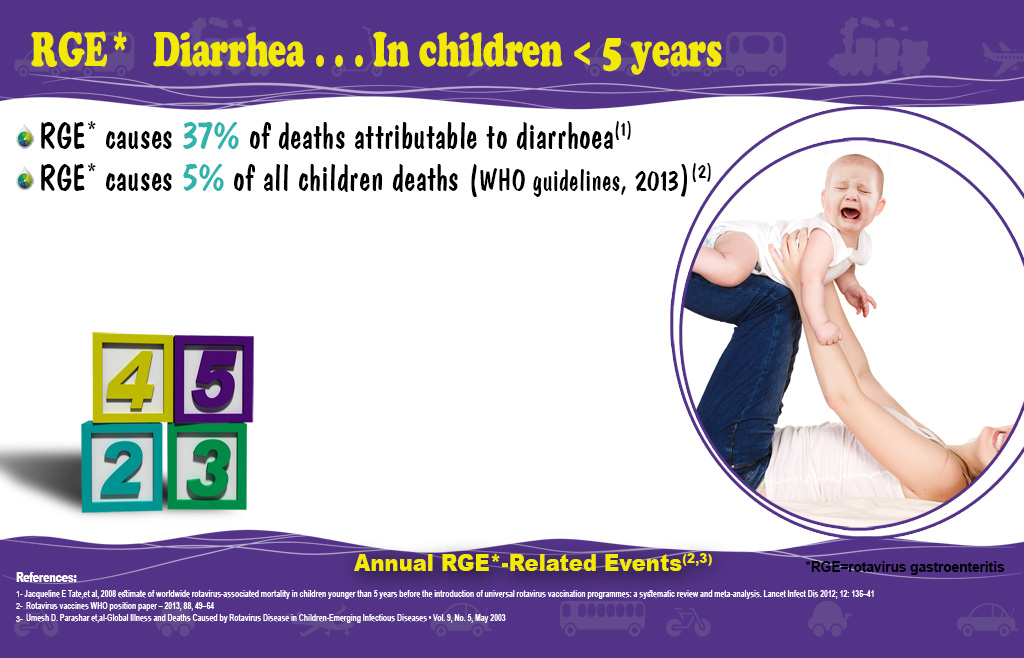 RGE* Diarrhea . . . In children < 5 years
RGE* causes 37% of deaths attributable to diarrhoea(1)
RGE* causes 5% of all children deaths (WHO guidelines, 2013)(2)
4 5
2 3
Annual RGE*-Related Events(2,3)
*RGE=rotavirus gastroenteritis
References:
1- Jacqueline E Tate,et al, 2008 estimate of worldwide rotavirus-associated mortality in children younger than 5 years before the introduction of universal rotavirus vaccination programmes: a systematic review and meta-analysis. Lancet Infect Dis 2012; 12: 136–41
2- Rotavirus vaccines WHO position paper – 2013, 88, 49–64
3- Umesh D. Parashar et,al-Global Illness and Deaths Caused by Rotavirus Disease in Children-Emerging Infectious Diseases • Vol. 9, No. 5, May 2003